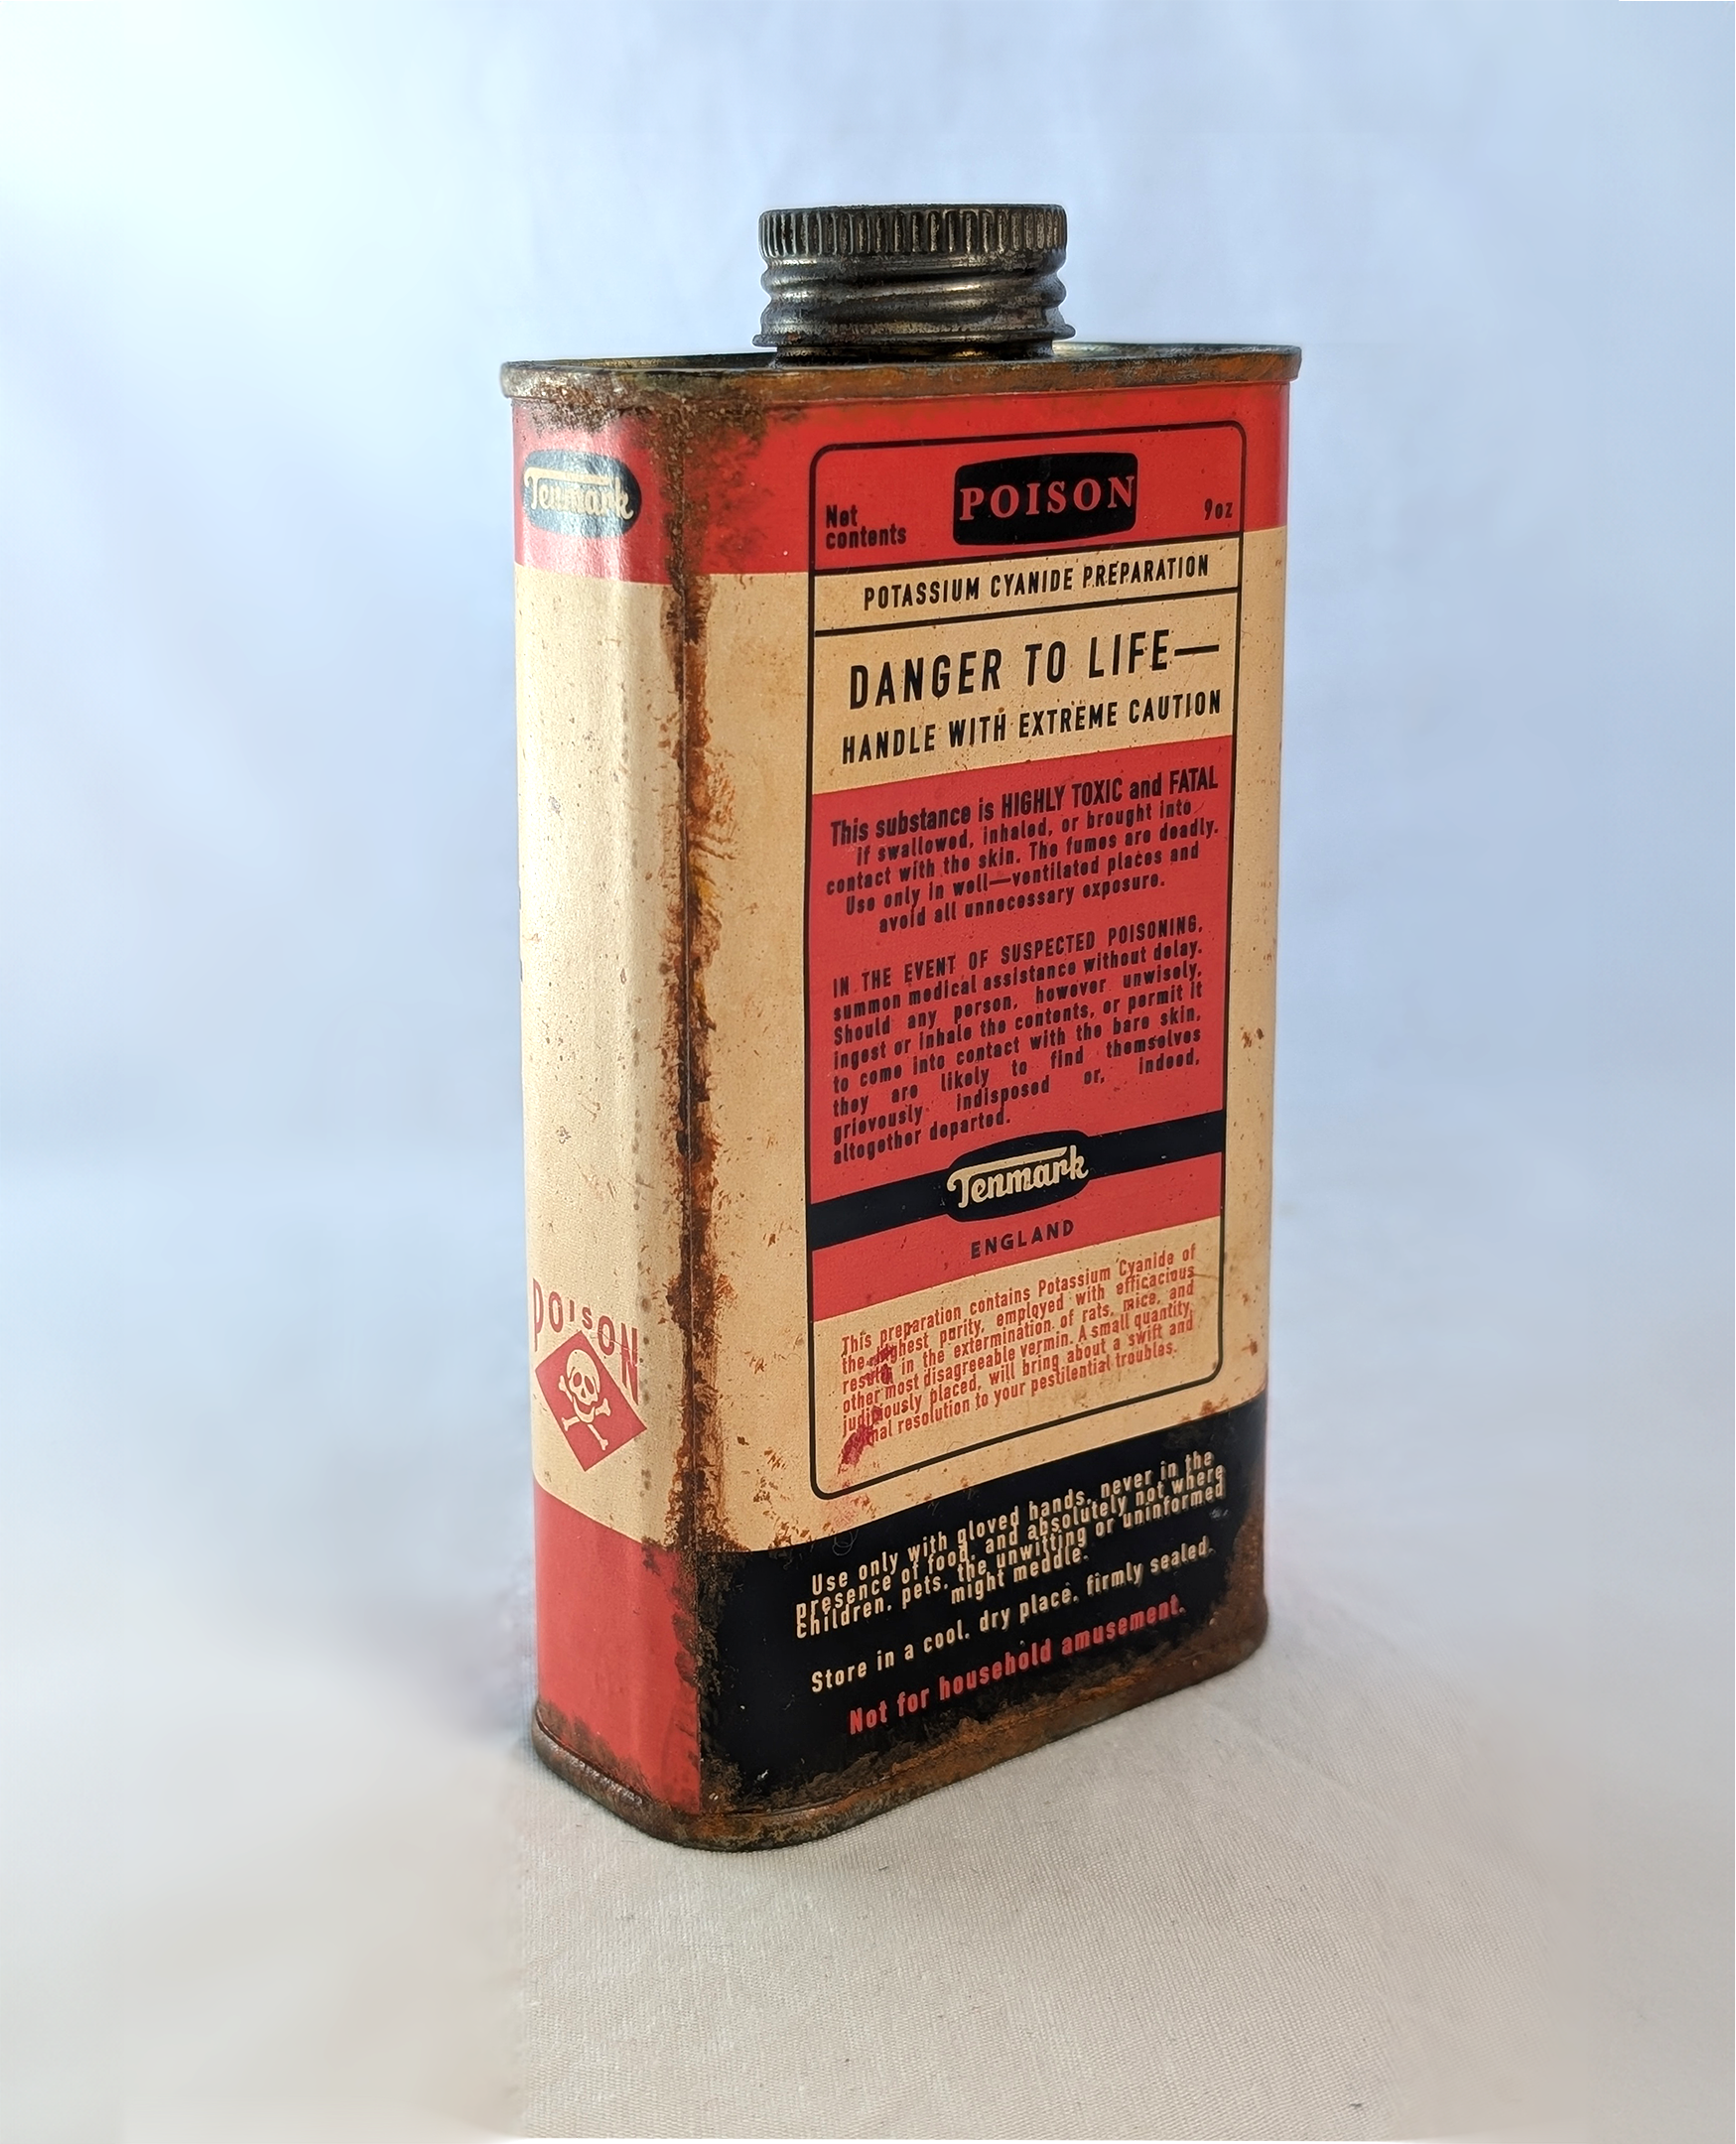 Tenmark
POISON
Net
contents
9oz
POISON
POTASSIUM CYANIDE PREPARATION
DANGER TO LIFE—
HANDLE WITH EXTREME CAUTION
This substance is HIGHLY TOXIC and FATAL
if swallowed, inhaled, or brought into
contact with the skin. The fumes are deadly.
Use only in well—ventilated places and
avoid all unnecessary exposure.
IN THE EVENT OF SUSPECTED POISONING,
summon medical assistance without delay.
Should any person, however unwisely,
ingest or inhale the contents, or permit it
to come into contact with the bare skin,
they are likely to find themselves
grievously indisposed or, indeed,
altogether departed.
Tenmark
ENGLAND
This preparation contains Potassium Cyanide of
the highest purity, employed with efficacious
result in the extermination of rats, mice, and
other most disagreeable vermin. A small quantity,
judiciously placed, will bring about a swift and
final resolution to your pestilential troubles.
Use only with gloved hands, never in the
presence of food, and absolutely not where
children, pets, the unwitting or uninformed
might meddle.
Store in a cool, dry place, firmly sealed.
Not for household amusement.